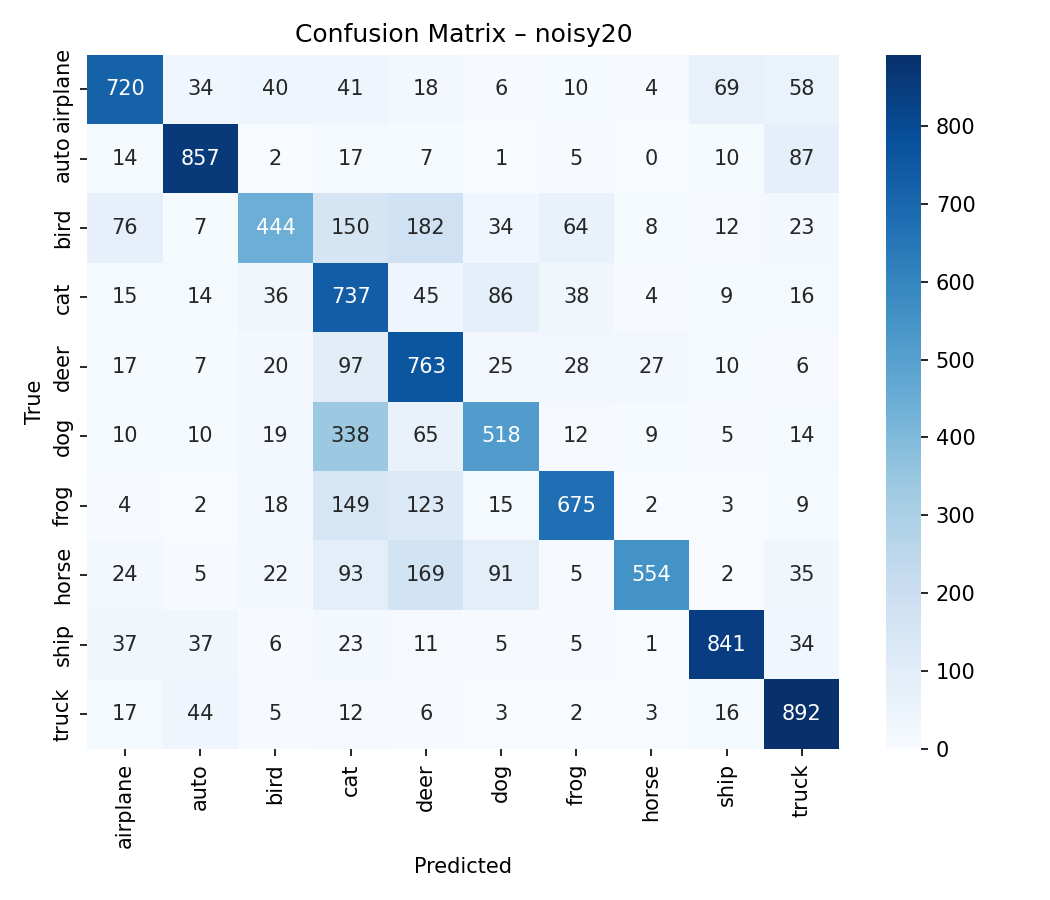 Confusion Matrix – noisy20
airplane 720 34 40 41 18 6 10 4 69 58
auto 14 857 2 17 7 1 5 0 10 87
bird 76 7 444 150 182 34 64 8 12 23
cat 15 14 36 737 45 86 38 4 9 16
deer 17 7 20 97 763 25 28 27 10 6
dog 10 10 19 338 65 518 12 9 5 14
frog 4 2 18 149 123 15 675 2 3 9
horse 24 5 22 93 169 91 5 554 2 35
ship 37 37 6 23 11 5 5 1 841 34
truck 17 44 5 12 6 3 2 3 16 892
True
airplane auto bird cat deer dog frog horse ship truck
Predicted
800
700
600
500
400
300
200
100
0